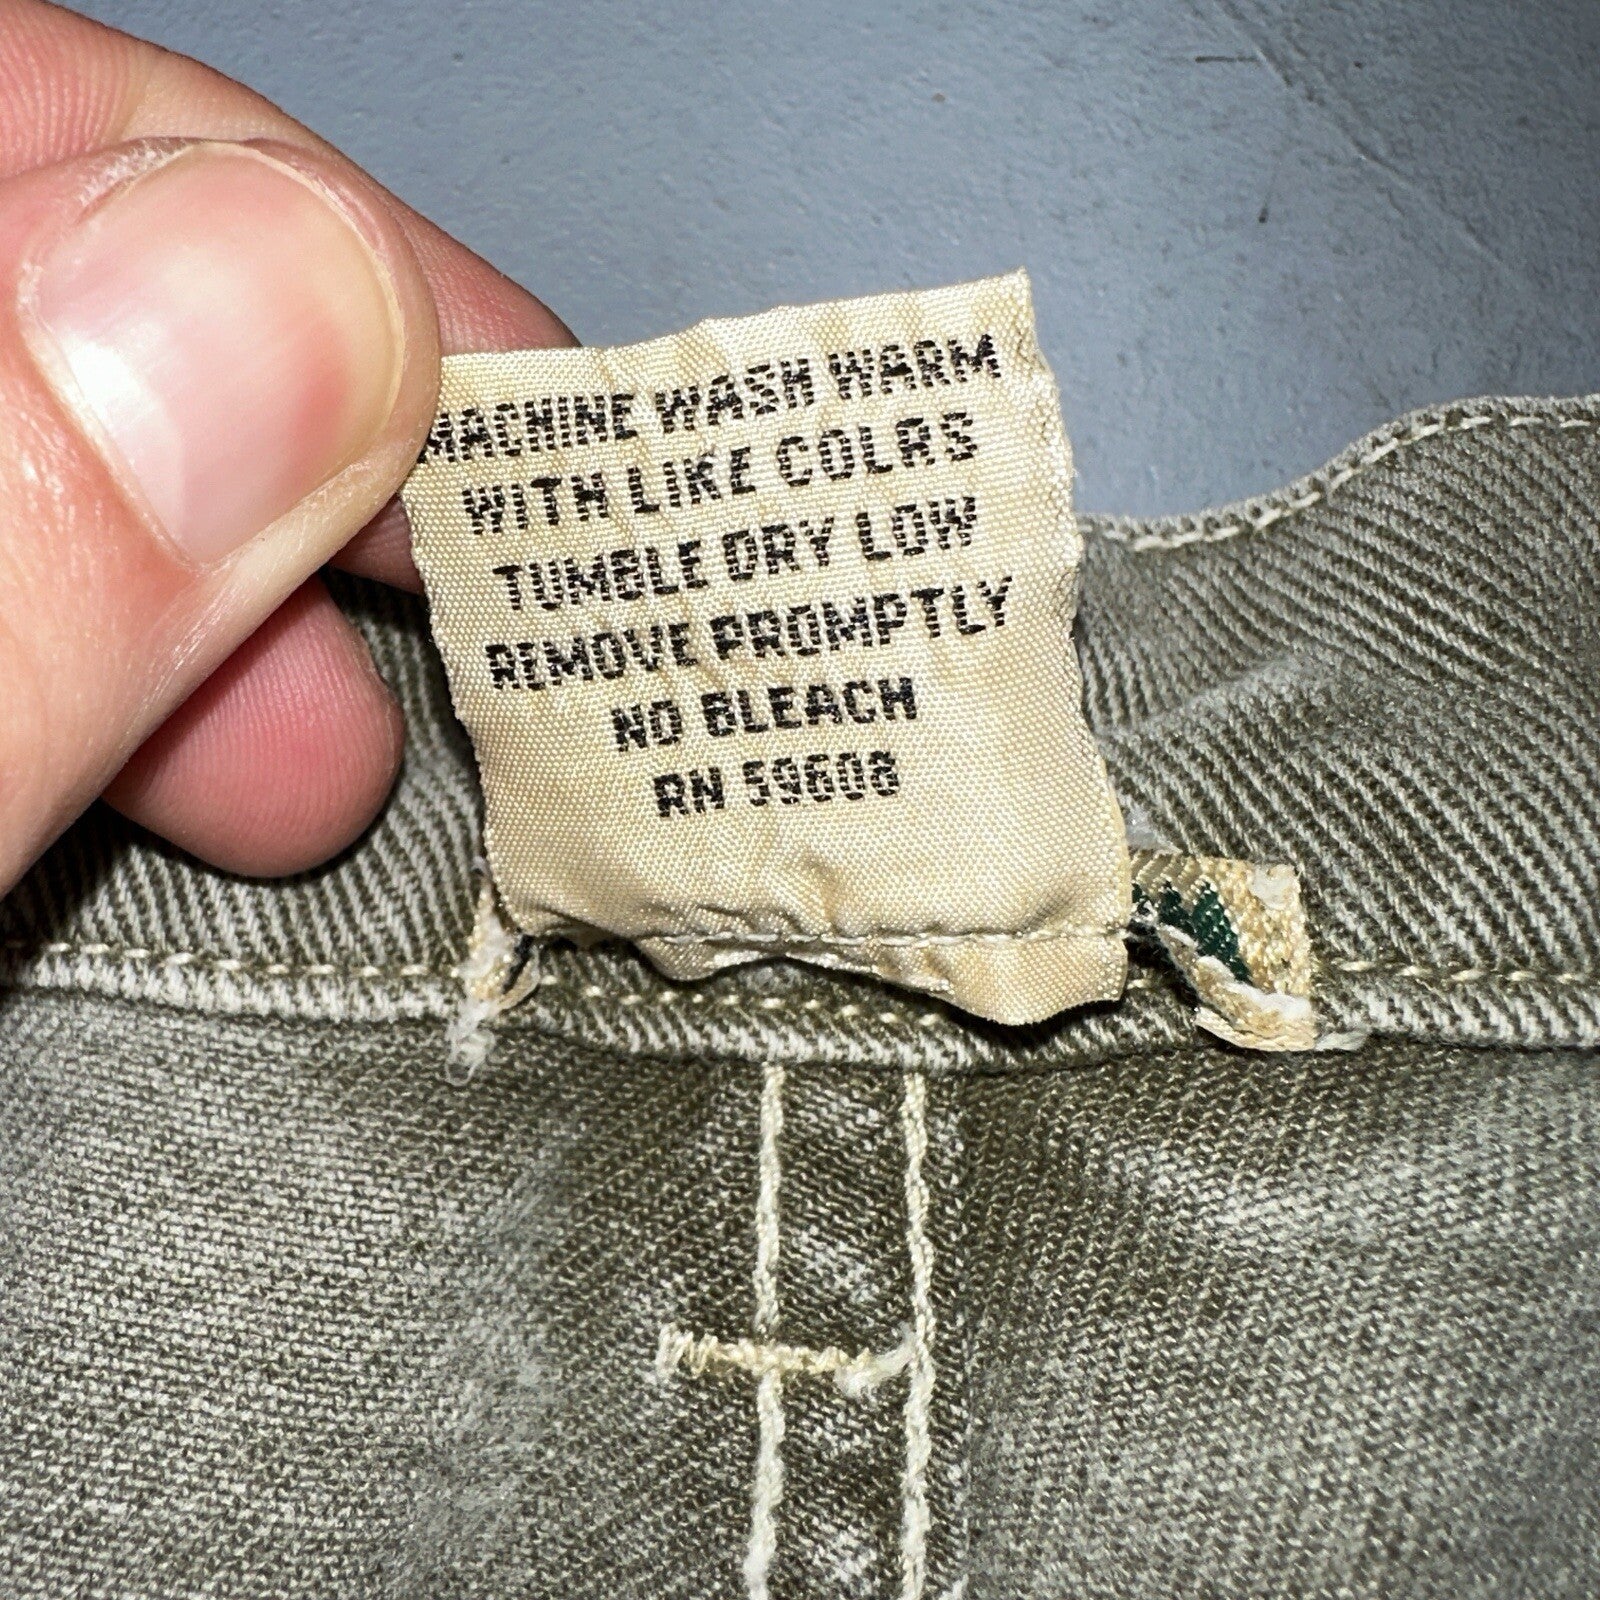 MACHINE WASH WARM
WITH LIKE COLRS
TUMBLE DRY LOW
REMOVE PROMPTLY
NO BLEACH
RN 59608